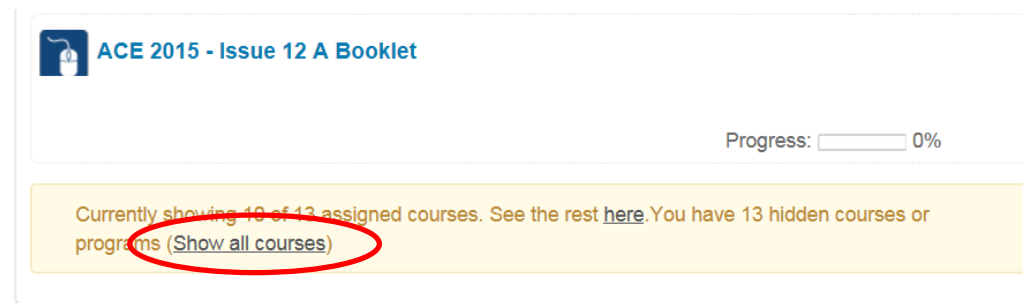 ACE 2015 - Issue 12 A Booklet
Progress: 0%
Currently showing 10 of 13 assigned courses. See the rest here.You have 13 hidden courses or
programs (Show all courses)